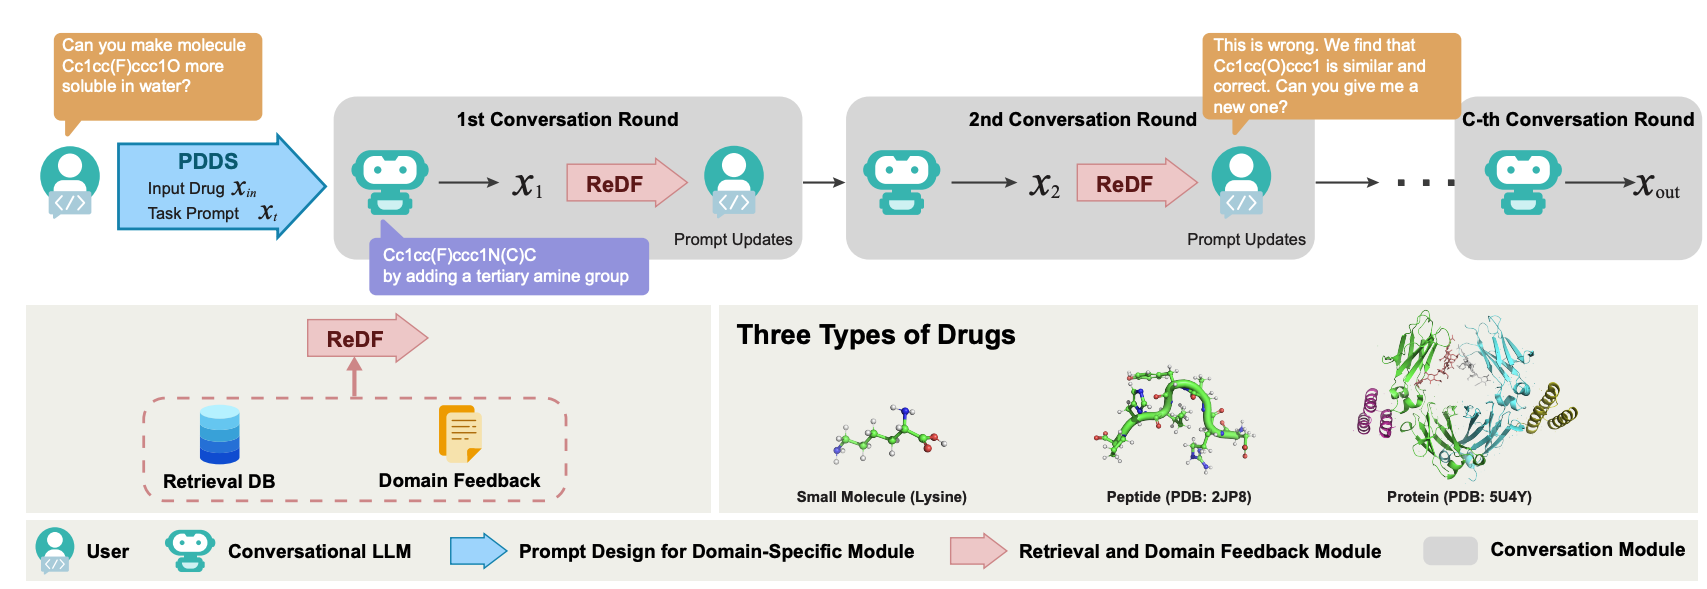 Can you make molecule
Cc1cc(F)ccc1O more
soluble in water?
This is wrong. We find that
Cc1cc(O)ccc1 is similar and
correct. Can you give me a
new one?
PDDS
Input Drug x_in
Task Prompt x_t
1st Conversation Round
x_1
ReDF
Prompt Updates
Cc1cc(F)ccc1N(C)C
by adding a tertiary amine group
2nd Conversation Round
x_2
ReDF
Prompt Updates
C-th Conversation Round
x_out
ReDF
Retrieval DB
Domain Feedback
Three Types of Drugs
Small Molecule (Lysine)
Peptide (PDB: 2JP8)
Protein (PDB: 5U4Y)
User
Conversational LLM
Prompt Design for Domain-Specific Module
Retrieval and Domain Feedback Module
Conversation Module